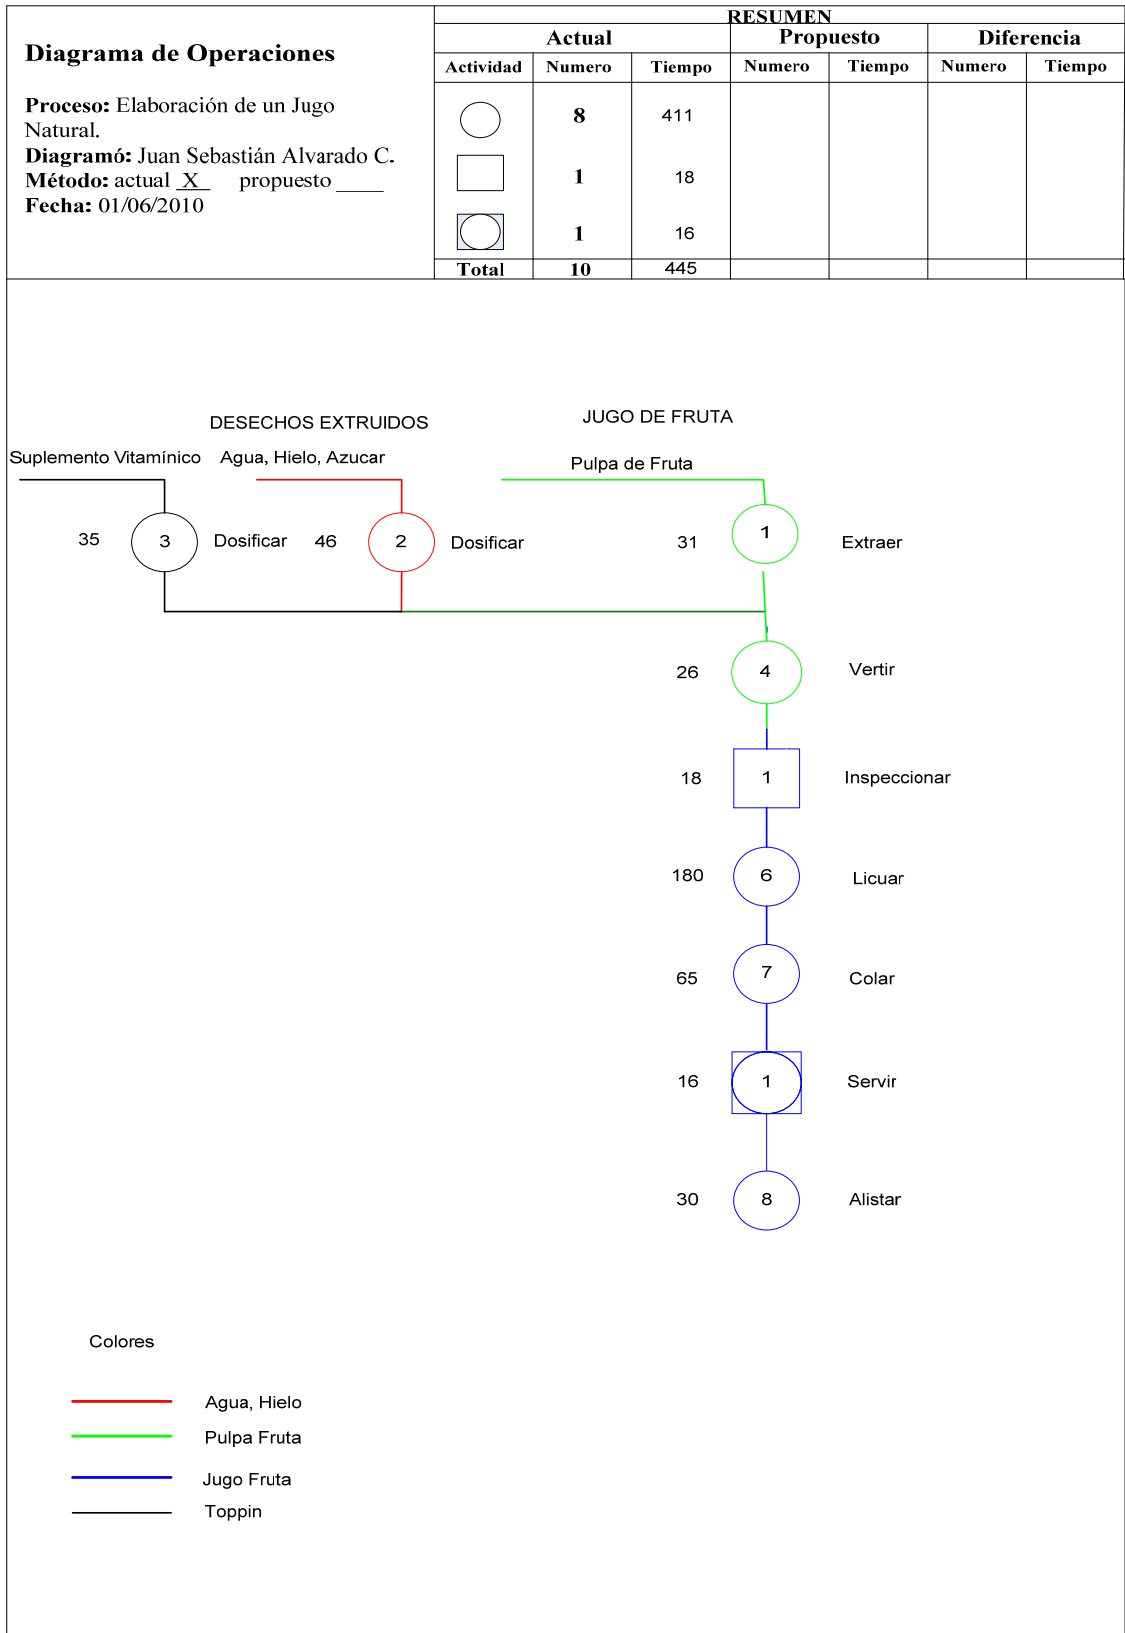 Diagrama de Operaciones
Proceso: Elaboración de un Jugo
Natural.
Diagramó: Juan Sebastián Alvarado C.
Método: actual X propuesto ____
Fecha: 01/06/2010
RESUMEN
Actual Propuesto Diferencia
Actividad Numero Tiempo Numero Tiempo Numero Tiempo
8 411
1 18
1 16
Total 10 445
DESECHOS EXTRUIDOS JUGO DE FRUTA
Suplemento Vitamínico Agua, Hielo, Azucar Pulpa de Fruta
35 3 Dosificar 46 2 Dosificar 31 1 Extraer
26 4 Vertir
18 1 Inspeccionar
180 6 Licuar
65 7 Colar
16 1 Servir
30 8 Alistar
Colores
Agua, Hielo
Pulpa Fruta
Jugo Fruta
Toppin